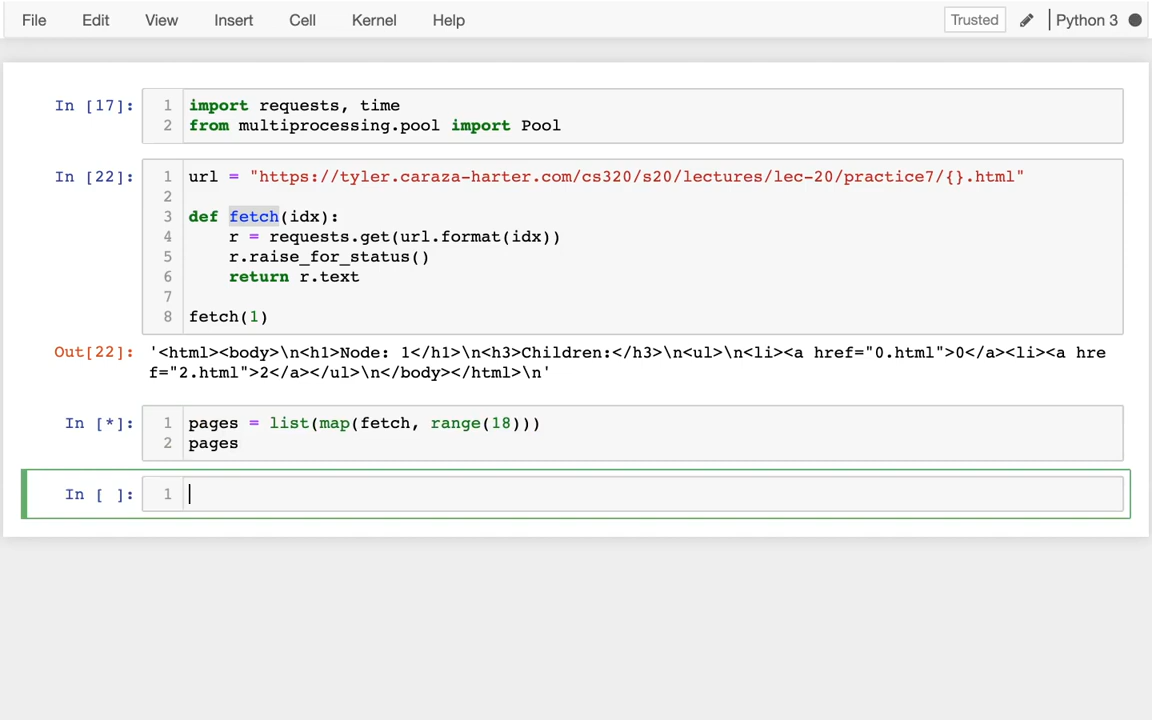 File Edit View Insert Cell Kernel Help Trusted Python 3
In [17]: 1 import requests, time
2 from multiprocessing.pool import Pool
In [22]: 1 url = "https://tyler.caraza-harter.com/cs320/s20/lectures/lec-20/practice7/{}.html"
2
3 def fetch(idx):
4     r = requests.get(url.format(idx))
5     r.raise_for_status()
6     return r.text
7
8 fetch(1)
Out[22]: '<html><body>\n<h1>Node: 1</h1>\n<h3>Children:</h3>\n<ul>\n<li><a href="0.html">0</a><li><a hre
f="2.html">2</a></ul>\n</body></html>\n'
In [*]: 1 pages = list(map(fetch, range(18)))
2 pages
In [ ]: 1